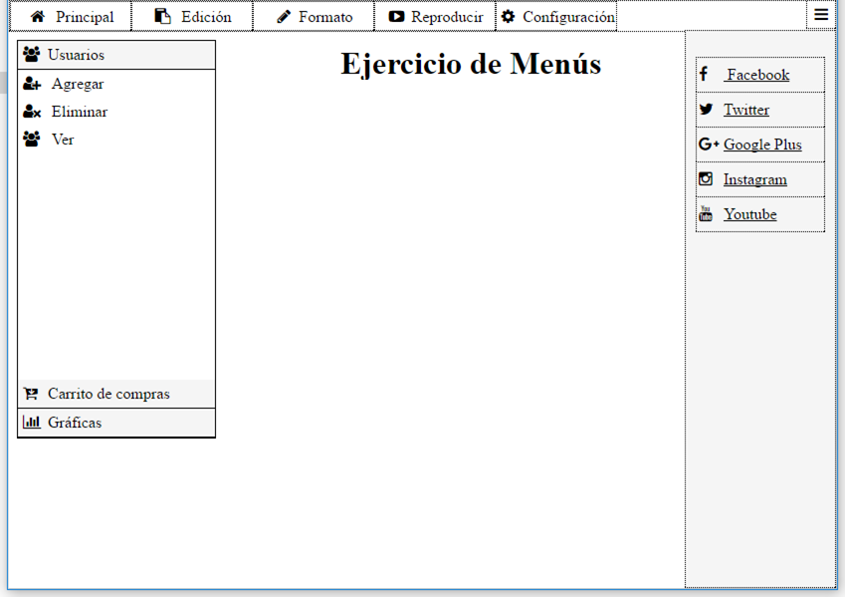 Principal Edición Formato Reproducir Configuración
Usuarios
Agregar
Eliminar
Ver
Carrito de compras
Gráficas
Ejercicio de Menús
Facebook
Twitter
Google Plus
Instagram
Youtube